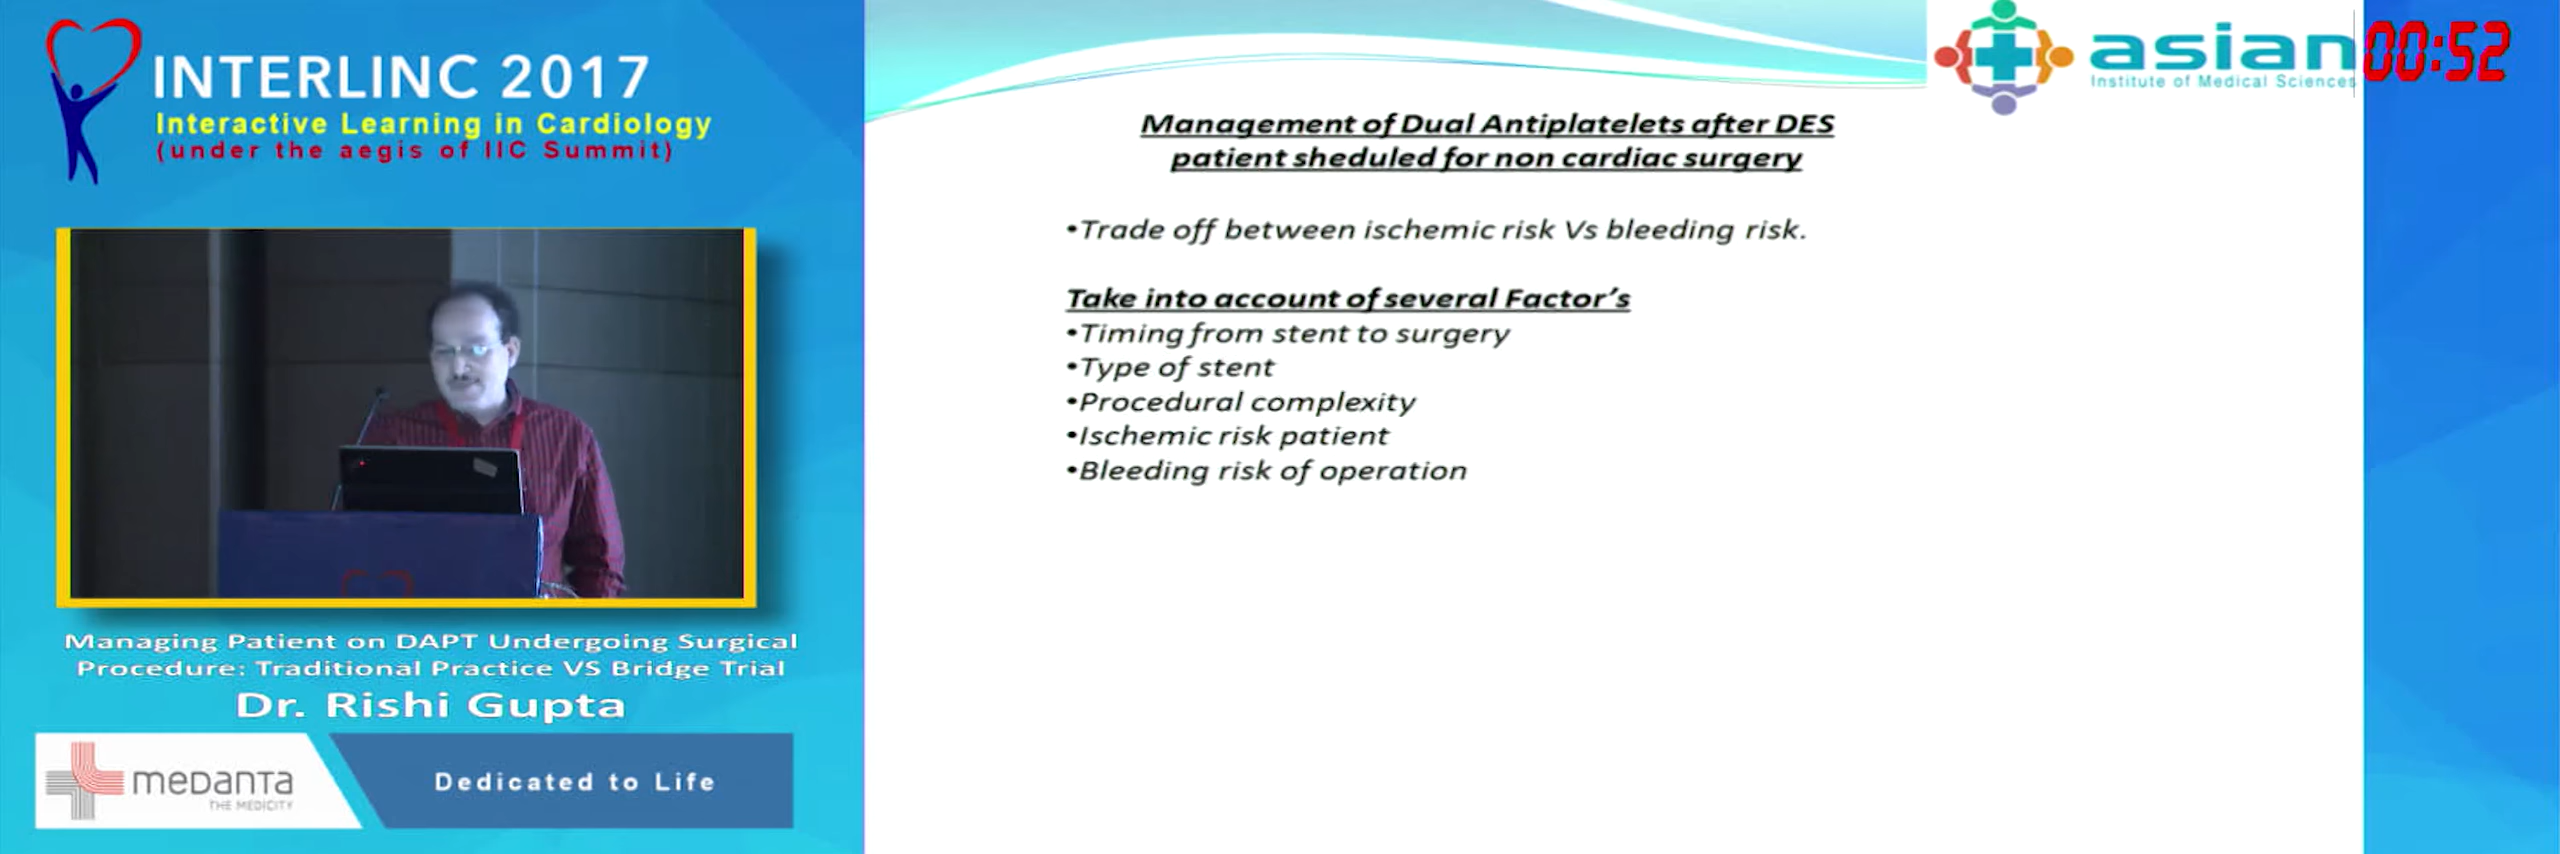 INTERLINC 2017
Interactive Learning in Cardiology
(under the aegis of IIC Summit)
Managing Patient on DAPT Undergoing Surgical
Procedure: Traditional Practice VS Bridge Trial
Dr. Rishi Gupta
medanta
THE MEDICITY
Dedicated to Life
asian
Institute of Medical Sciences
00:52
Management of Dual Antiplatelets after DES
patient sheduled for non cardiac surgery
•Trade off between ischemic risk Vs bleeding risk.
Take into account of several Factor's
•Timing from stent to surgery
•Type of stent
•Procedural complexity
•Ischemic risk patient
•Bleeding risk of operation